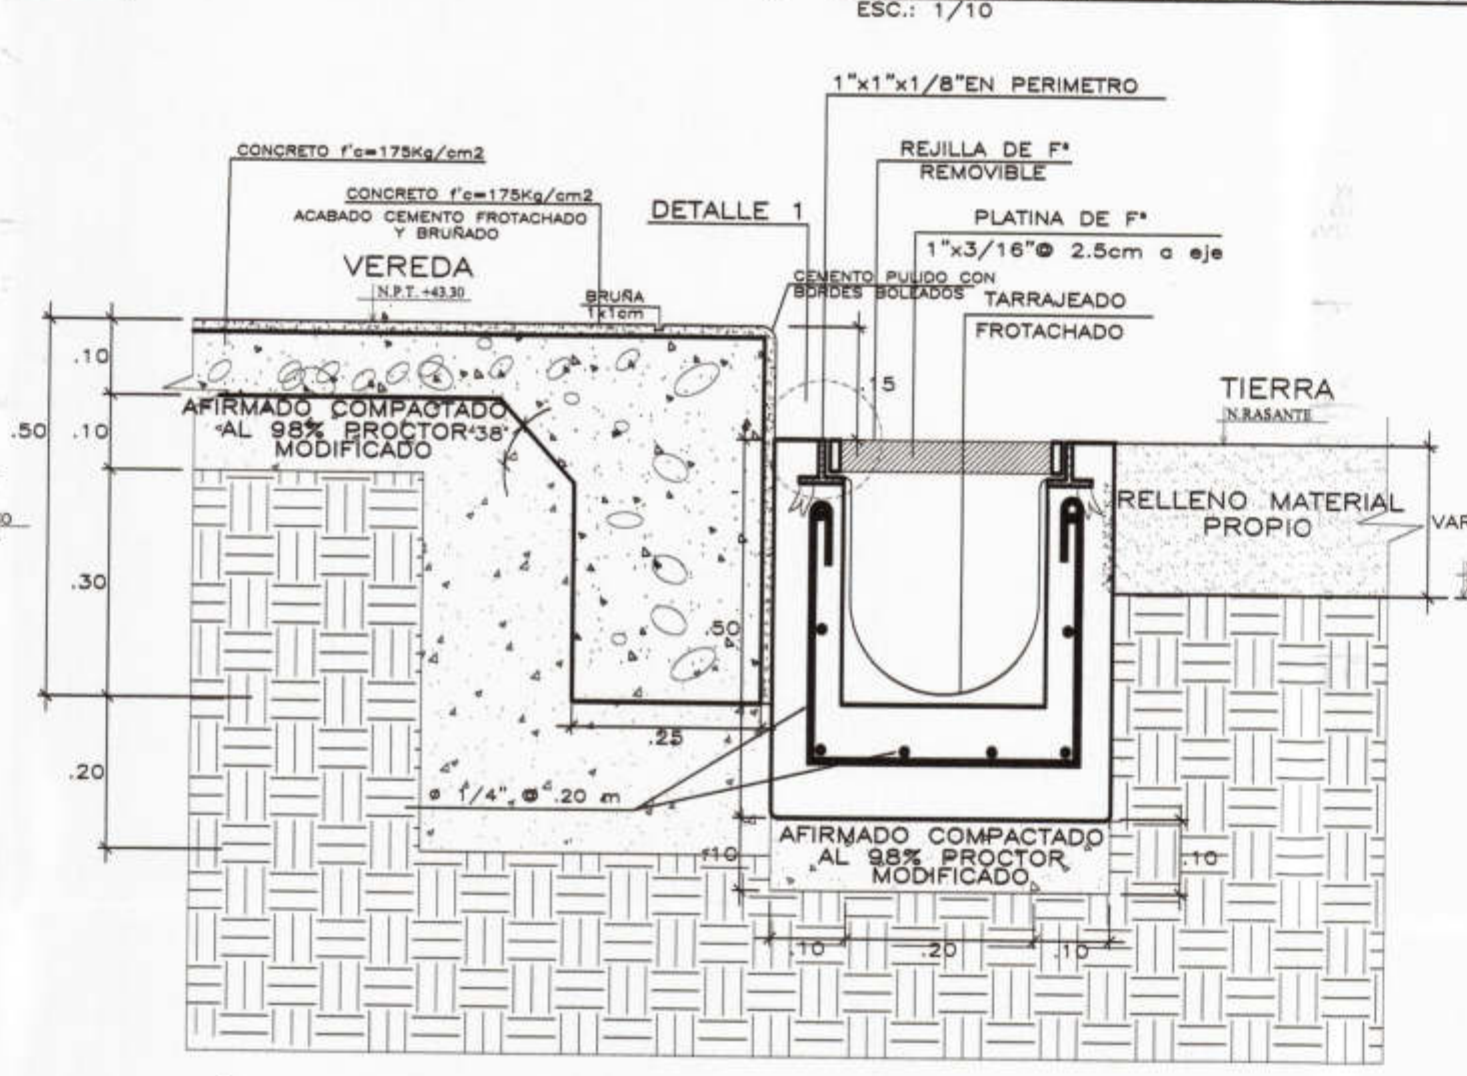 ESC.: 1/10
1"x1"x1/8"EN PERIMETRO
CONCRETO f'c=175Kg/cm2
REJILLA DE Fº
REMOVIBLE
CONCRETO f'c=175Kg/cm2
ACABADO CEMENTO FROTACHADO
Y BRUÑADO
DETALLE 1
PLATINA DE Fº
1"x3/16"@ 2.5cm a eje
VEREDA
N.P.T. +43.30
BRUÑA
1x1cm
CEMENTO PULIDO CON
BORDES BOLEADOS
TARRAJEADO
FROTACHADO
.10
.15
TIERRA
N.RASANTE
AFIRMADO COMPACTADO
AL 98% PROCTOR
MODIFICADO
38°
.50
.10
RELLENO MATERIAL
PROPIO
VAR
.30
.50
.25
.20
ø 1/4" @ .20 m
AFIRMADO COMPACTADO
AL 98% PROCTOR
MODIFICADO
.10
.10
.10
.20
.10